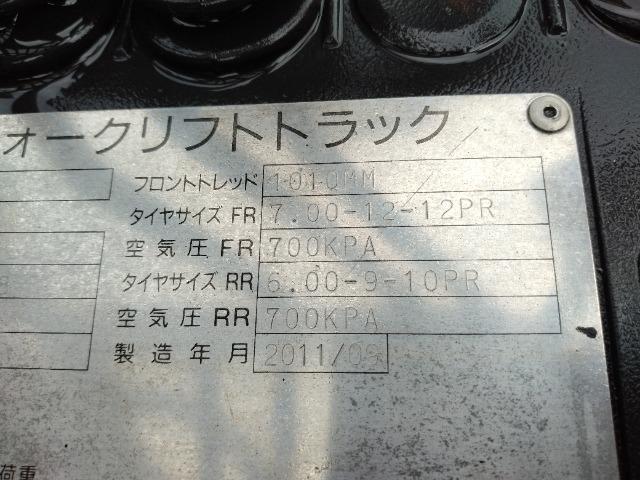 ォークリフトトラック
フロントトレッド 1010MM
タイヤサイズ FR 7.00-12-12PR
空気圧 FR 700KPA
タイヤサイズ RR 6.00-9-10PR
空気圧 RR 700KPA
製造年月 2011/09
荷重